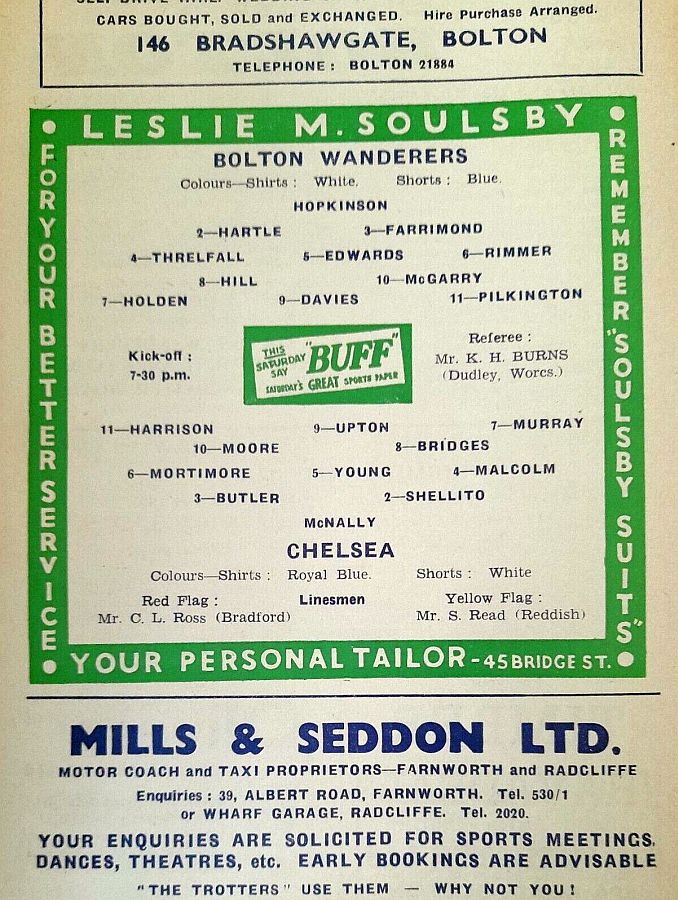 CARS BOUGHT, SOLD and EXCHANGED. Hire Purchase Arranged.
146 BRADSHAWGATE, BOLTON
TELEPHONE: BOLTON 21884
LESLIE M. SOULSBY
FOR YOUR BETTER SERVICE
REMEMBER "SOULSBY SUITS"
BOLTON WANDERERS
Colours—Shirts: White. Shorts: Blue.
HOPKINSON
2—HARTLE 3—FARRIMOND
4—THRELFALL 5—EDWARDS 6—RIMMER
8—HILL 10—McGARRY
7—HOLDEN 9—DAVIES 11—PILKINGTON
Kick-off:
7-30 p.m.
THIS
SATURDAY
SAY
"BUFF"
SATURDAY'S GREAT SPORTS PAPER
Referee:
Mr. K. H. BURNS
(Dudley, Worcs.)
11—HARRISON 9—UPTON 7—MURRAY
10—MOORE 8—BRIDGES
6—MORTIMORE 5—YOUNG 4—MALCOLM
3—BUTLER 2—SHELLITO
McNALLY
CHELSEA
Colours—Shirts: Royal Blue. Shorts: White
Red Flag: Linesmen Yellow Flag:
Mr. C. L. Ross (Bradford) Mr. S. Read (Reddish)
YOUR PERSONAL TAILOR - 45 BRIDGE ST.
MILLS & SEDDON LTD.
MOTOR COACH and TAXI PROPRIETORS—FARNWORTH and RADCLIFFE
Enquiries: 39, ALBERT ROAD, FARNWORTH. Tel. 530/1
or WHARF GARAGE, RADCLIFFE. Tel. 2020.
YOUR ENQUIRIES ARE SOLICITED FOR SPORTS MEETINGS,
DANCES, THEATRES, etc. EARLY BOOKINGS ARE ADVISABLE
"THE TROTTERS" USE THEM — WHY NOT YOU!